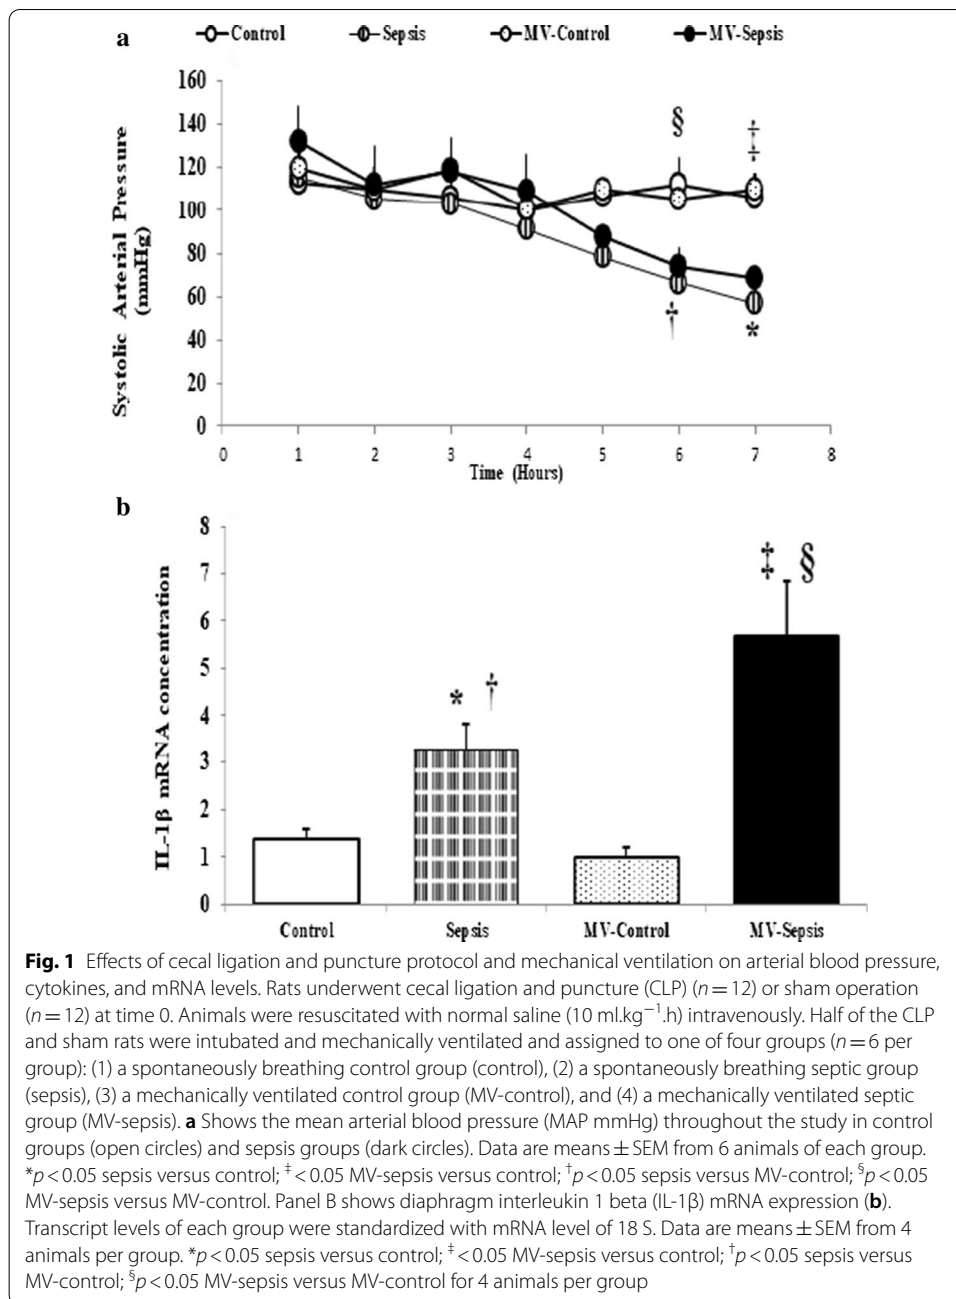 a
Control Sepsis MV-Control MV-Sepsis
160
140
120
100
80
60
40
20
0
Systolic Arterial Pressure
(mmHg)
§ ‡
† *
0 1 2 3 4 5 6 7 8
Time (Hours)
b
8
7
6
5
4
3
2
1
0
IL-1β mRNA concentration
* †
‡ §
Control Sepsis MV-Control MV-Sepsis
Fig. 1 Effects of cecal ligation and puncture protocol and mechanical ventilation on arterial blood pressure,
cytokines, and mRNA levels. Rats underwent cecal ligation and puncture (CLP) (n = 12) or sham operation
(n = 12) at time 0. Animals were resuscitated with normal saline (10 ml.kg⁻¹.h) intravenously. Half of the CLP
and sham rats were intubated and mechanically ventilated and assigned to one of four groups (n = 6 per
group): (1) a spontaneously breathing control group (control), (2) a spontaneously breathing septic group
(sepsis), (3) a mechanically ventilated control group (MV-control), and (4) a mechanically ventilated septic
group (MV-sepsis). a Shows the mean arterial blood pressure (MAP mmHg) throughout the study in control
groups (open circles) and sepsis groups (dark circles). Data are means ± SEM from 6 animals of each group.
*p < 0.05 sepsis versus control; ‡ < 0.05 MV-sepsis versus control; †p < 0.05 sepsis versus MV-control; §p < 0.05
MV-sepsis versus MV-control. Panel B shows diaphragm interleukin 1 beta (IL-1β) mRNA expression (b).
Transcript levels of each group were standardized with mRNA level of 18 S. Data are means ± SEM from 4
animals per group. *p < 0.05 sepsis versus control; ‡ < 0.05 MV-sepsis versus control; †p < 0.05 sepsis versus
MV-control; §p < 0.05 MV-sepsis versus MV-control for 4 animals per group